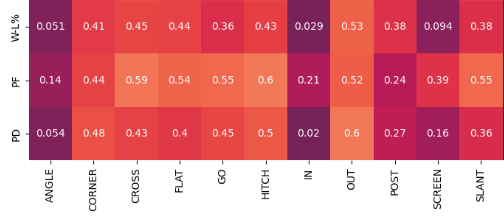 W-L% 0.051 0.41 0.45 0.44 0.36 0.43 0.029 0.53 0.38 0.094 0.38
PF 0.14 0.44 0.59 0.54 0.55 0.6 0.21 0.52 0.24 0.39 0.55
PD 0.054 0.48 0.43 0.4 0.45 0.5 0.02 0.6 0.27 0.16 0.36
ANGLE CORNER CROSS FLAT GO HITCH IN OUT POST SCREEN SLANT